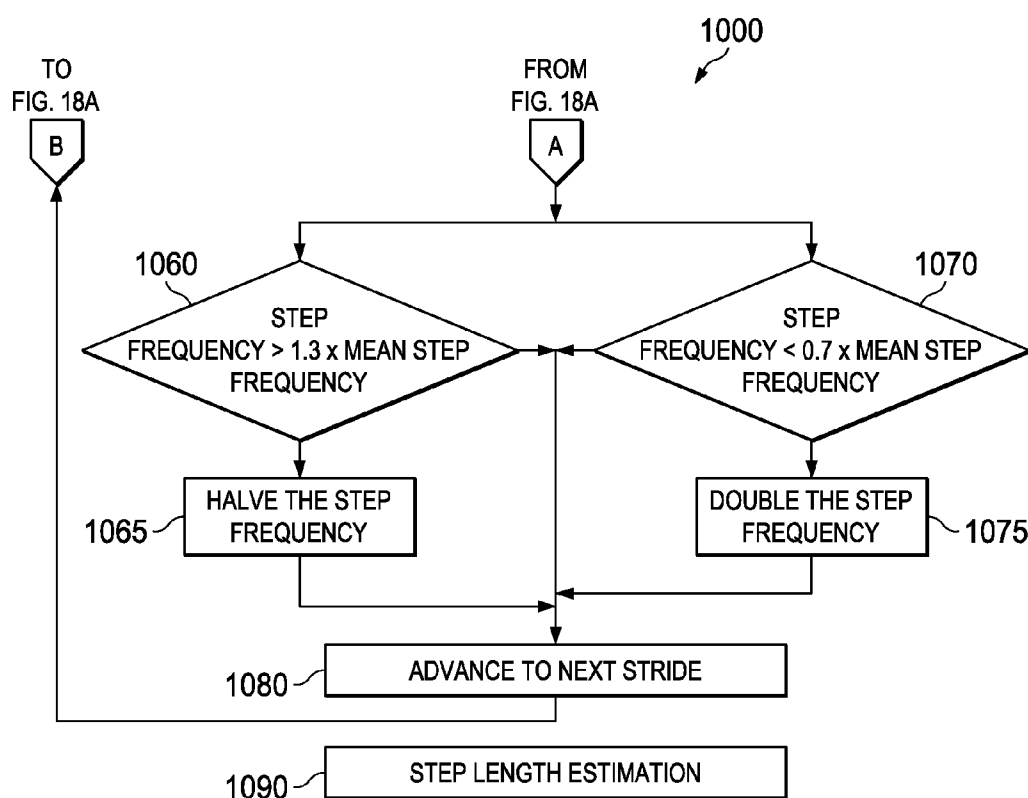 1000
TO
FIG. 18A
B
FROM
FIG. 18A
A
1060
STEP
FREQUENCY > 1.3 x MEAN STEP
FREQUENCY
1070
STEP
FREQUENCY < 0.7 x MEAN STEP
FREQUENCY
1065
HALVE THE STEP
FREQUENCY
DOUBLE THE STEP
FREQUENCY
1075
1080
ADVANCE TO NEXT STRIDE
1090
STEP LENGTH ESTIMATION